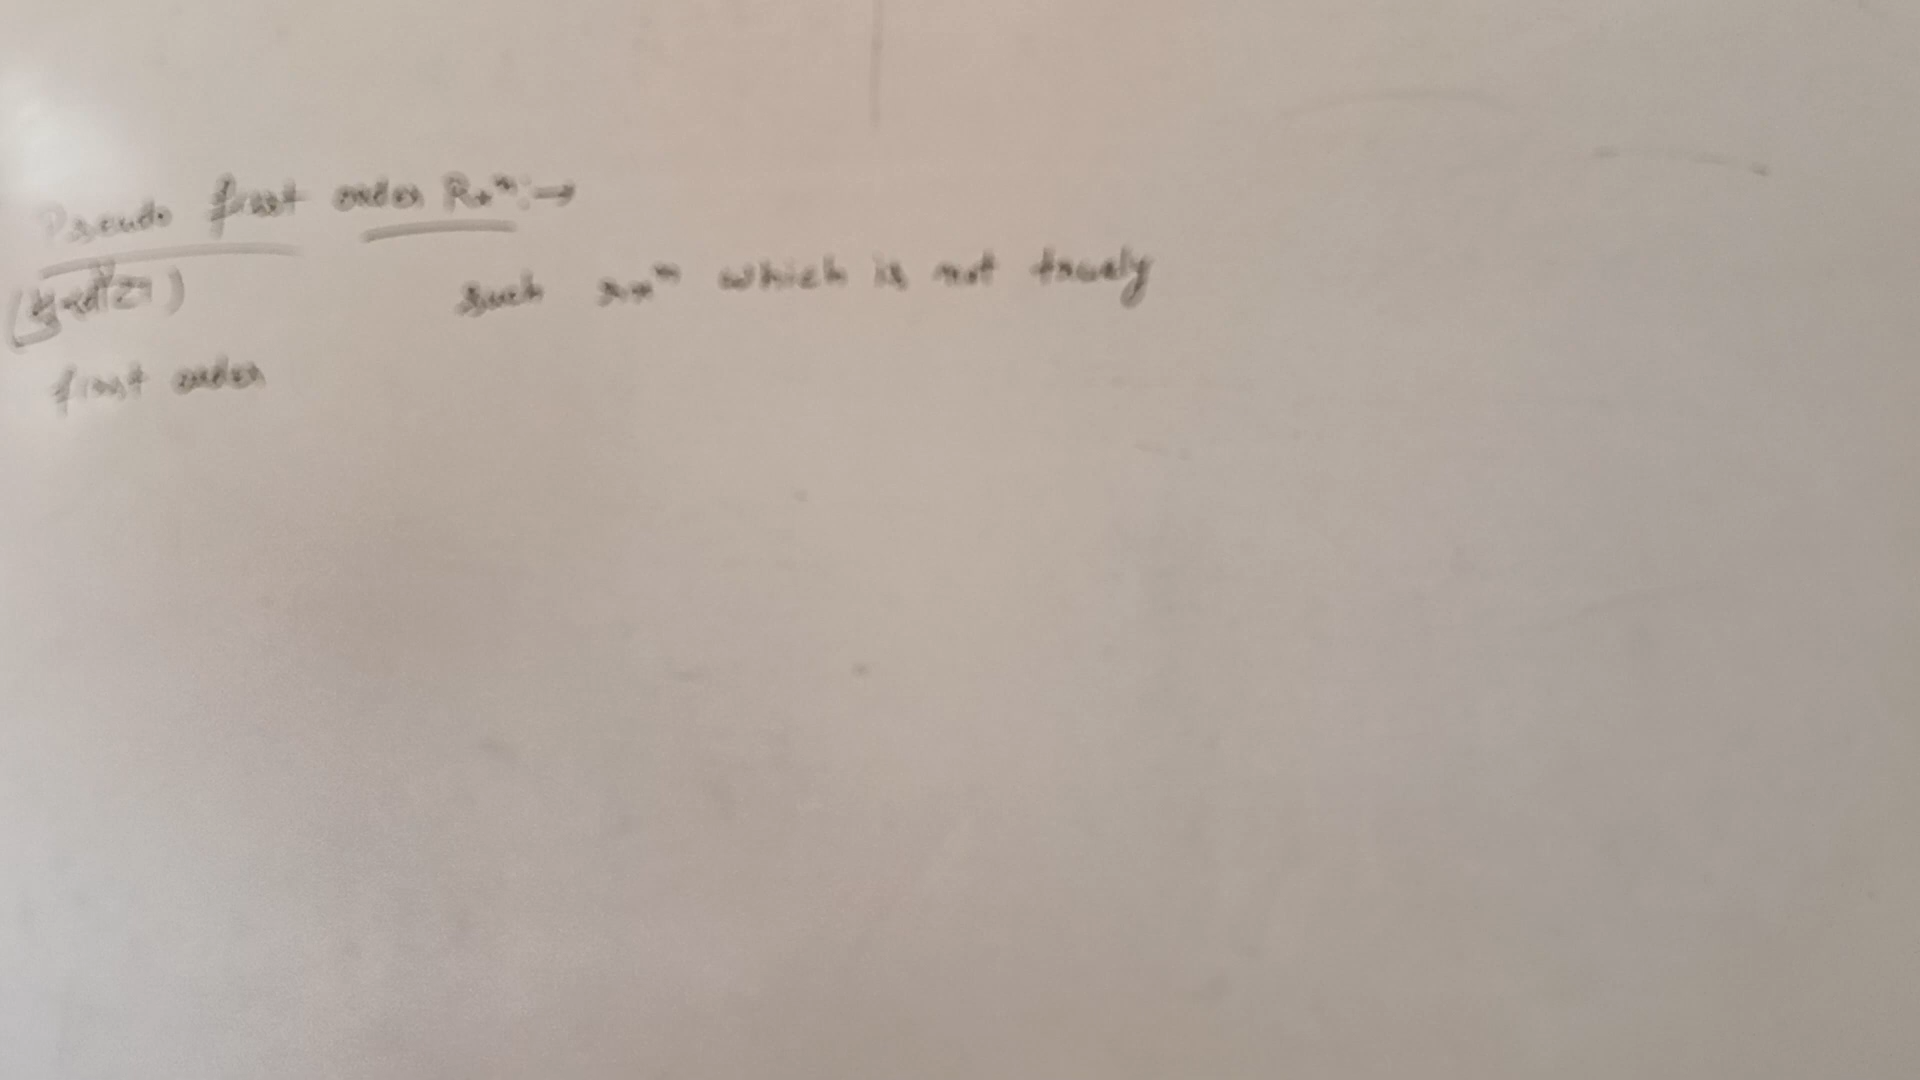 Pseudo first order Rxⁿ:→
such rxⁿ which is not truely
first order